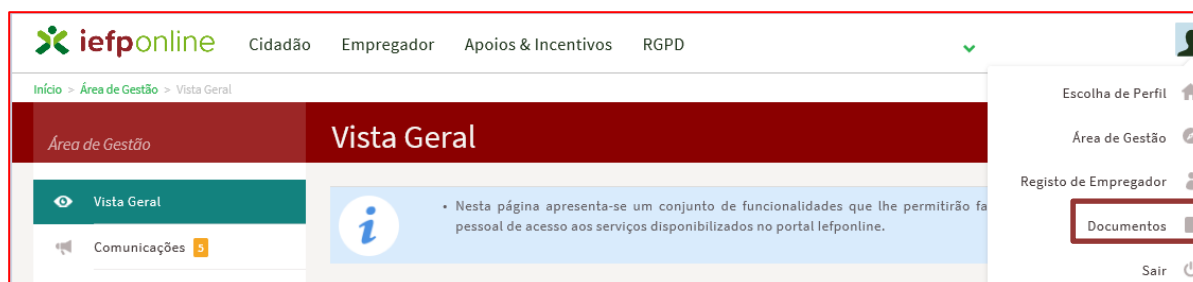 iefponline Cidadão Empregador Apoios & Incentivos RGPD
Início > Área de Gestão > Vista Geral
Escolha de Perfil
Área de Gestão
Vista Geral
Área de Gestão
Vista Geral
Registo de Empregador
• Nesta página apresenta-se um conjunto de funcionalidades que lhe permitirão fa
pessoal de acesso aos serviços disponibilizados no portal Iefponline.
Documentos
Comunicações 5
Sair